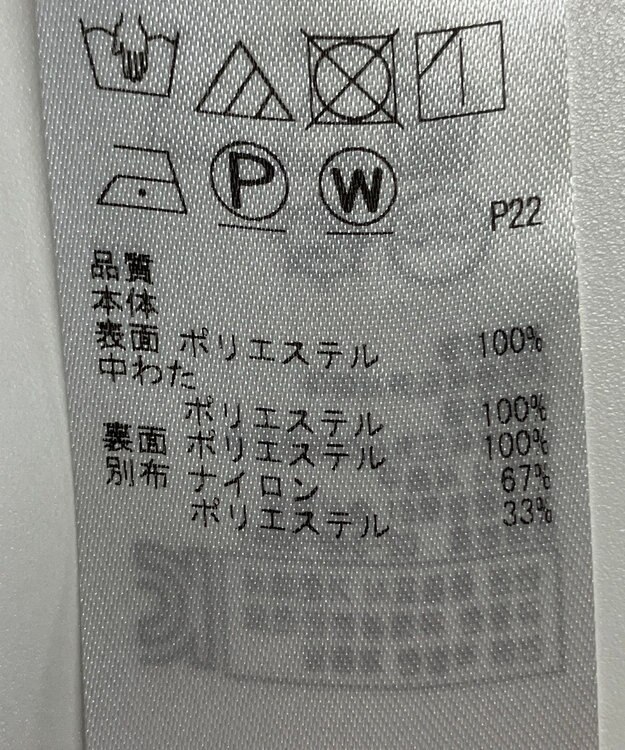 P W P22
品質
本体
表面 ポリエステル 100%
中わた
ポリエステル 100%
裏面 ポリエステル 100%
別布 ナイロン 67%
ポリエステル 33%